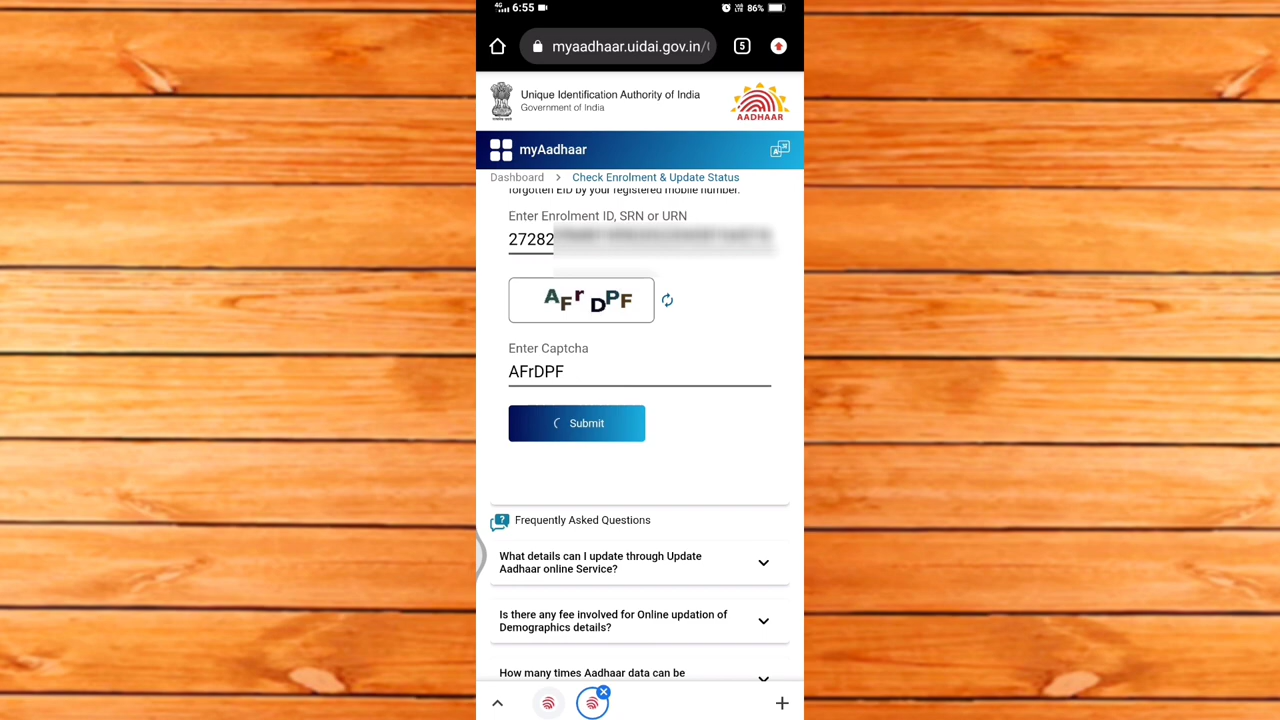 4G 6:55 86%
myaadhaar.uidai.gov.in/ 5
Unique Identification Authority of India
Government of India
AADHAAR
myAadhaar
Dashboard > Check Enrolment & Update Status
forgotten EID by your registered mobile number.
Enter Enrolment ID, SRN or URN
27282
AFrDPF
Enter Captcha
AFrDPF
Submit
Frequently Asked Questions
What details can I update through Update
Aadhaar online Service?
Is there any fee involved for Online updation of
Demographics details?
How many times Aadhaar data can be